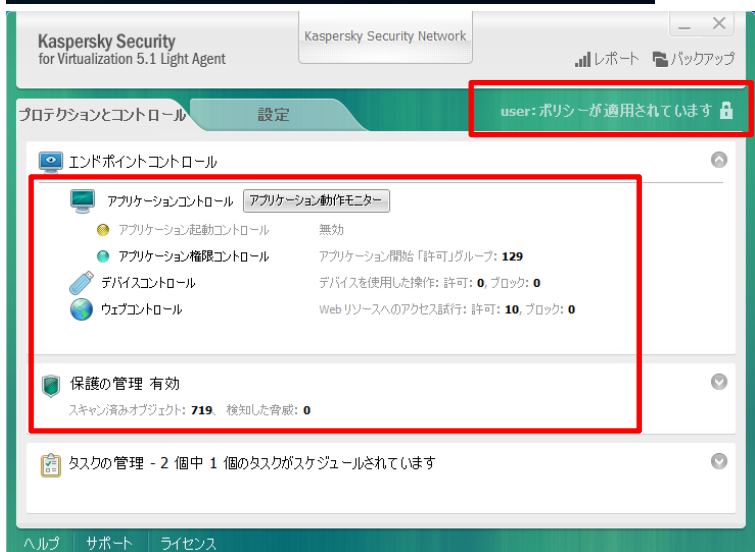 Kaspersky Security
for Virtualization 5.1 Light Agent
Kaspersky Security Network
レポート バックアップ
プロテクションとコントロール 設定 user:ポリシーが適用されています
エンドポイントコントロール
アプリケーションコントロール アプリケーション動作モニター
アプリケーション起動コントロール 無効
アプリケーション権限コントロール アプリケーション開始「許可」グループ: 129
デバイスコントロール デバイスを使用した操作: 許可: 0, ブロック: 0
ウェブコントロール Webリソースへのアクセス試行: 許可: 10, ブロック: 0
保護の管理 有効
スキャン済みオブジェクト: 719、 検知した脅威: 0
タスクの管理 - 2 個中 1 個のタスクがスケジュールされています
ヘルプ サポート ライセンス